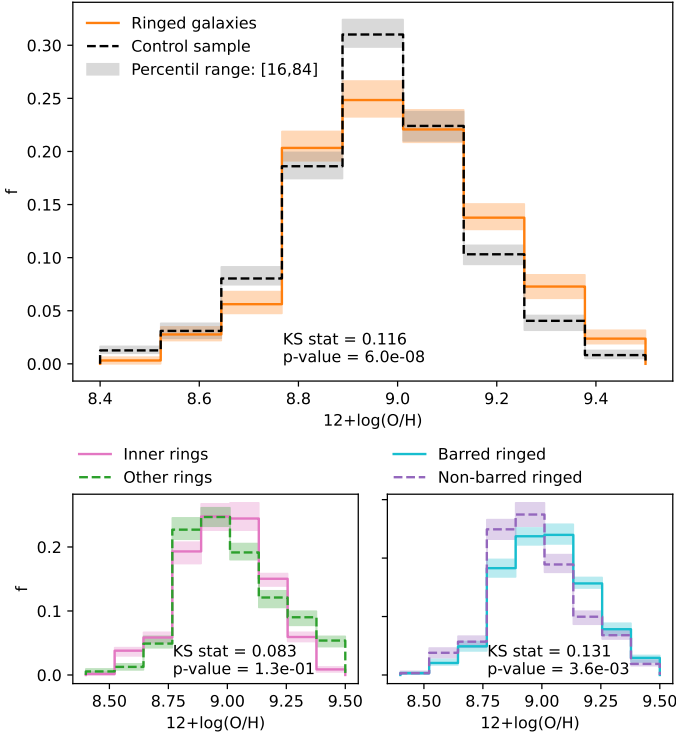 Ringed galaxies
Control sample
Percentil range: [16,84]
0.30
0.25
0.20
0.15
0.10
0.05
0.00
f
KS stat = 0.116
p-value = 6.0e-08
8.4 8.6 8.8 9.0 9.2 9.4
12+log(O/H)
Inner rings
Other rings
0.2
0.1
0.0
f
KS stat = 0.083
p-value = 1.3e-01
8.50 8.75 9.00 9.25 9.50
12+log(O/H)
Barred ringed
Non-barred ringed
KS stat = 0.131
p-value = 3.6e-03
8.50 8.75 9.00 9.25 9.50
12+log(O/H)